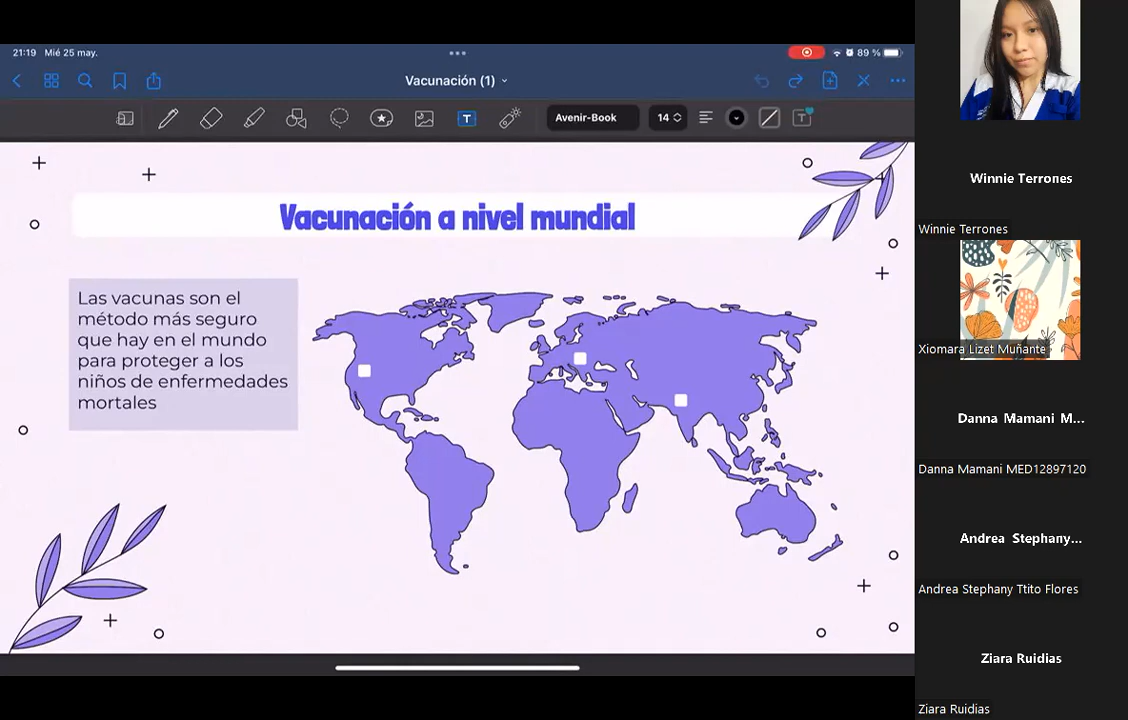 21:19 Mié 25 may.
89 %
Vacunación (1)
Avenir-Book
14
T
T
Vacunación a nivel mundial
Las vacunas son el
método más seguro
que hay en el mundo
para proteger a los
niños de enfermedades
mortales
Winnie Terrones
Winnie Terrones
Xiomara Lizet Muñante
Danna Mamani M...
Danna Mamani MED12897120
Andrea Stephany...
Andrea Stephany Ttito Flores
Ziara Ruidias
Ziara Ruidias